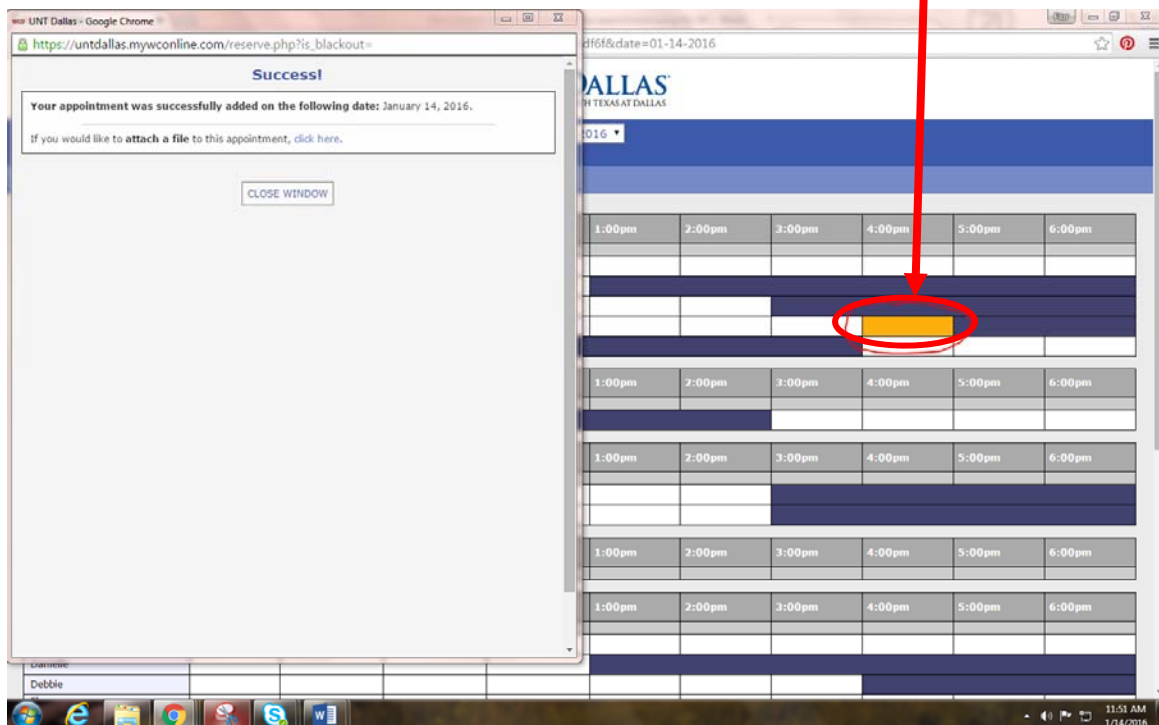 UNT Dallas - Google Chrome
https://untdallas.mywconline.com/reserve.php?is_blackout=
df6f&date=01-14-2016
Success!
Your appointment was successfully added on the following date: January 14, 2016.
If you would like to attach a file to this appointment, click here.
CLOSE WINDOW
DALLAS
H TEXAS AT DALLAS
2016
1:00pm 2:00pm 3:00pm 4:00pm 5:00pm 6:00pm
1:00pm 2:00pm 3:00pm 4:00pm 5:00pm 6:00pm
1:00pm 2:00pm 3:00pm 4:00pm 5:00pm 6:00pm
1:00pm 2:00pm 3:00pm 4:00pm 5:00pm 6:00pm
1:00pm 2:00pm 3:00pm 4:00pm 5:00pm 6:00pm
Danielle
Debbie
11:51 AM
1/14/2016